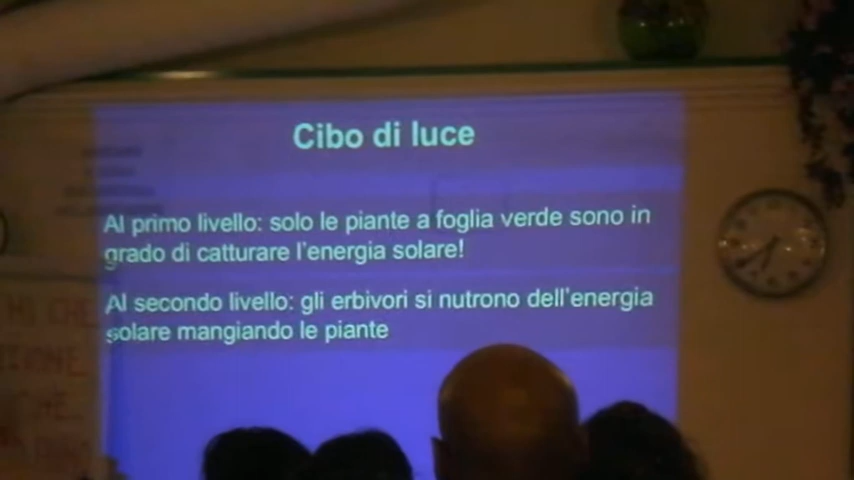 Cibo di luce
Al primo livello: solo le piante a foglia verde sono in
grado di catturare l'energia solare!
Al secondo livello: gli erbivori si nutrono dell'energia
solare mangiando le piante